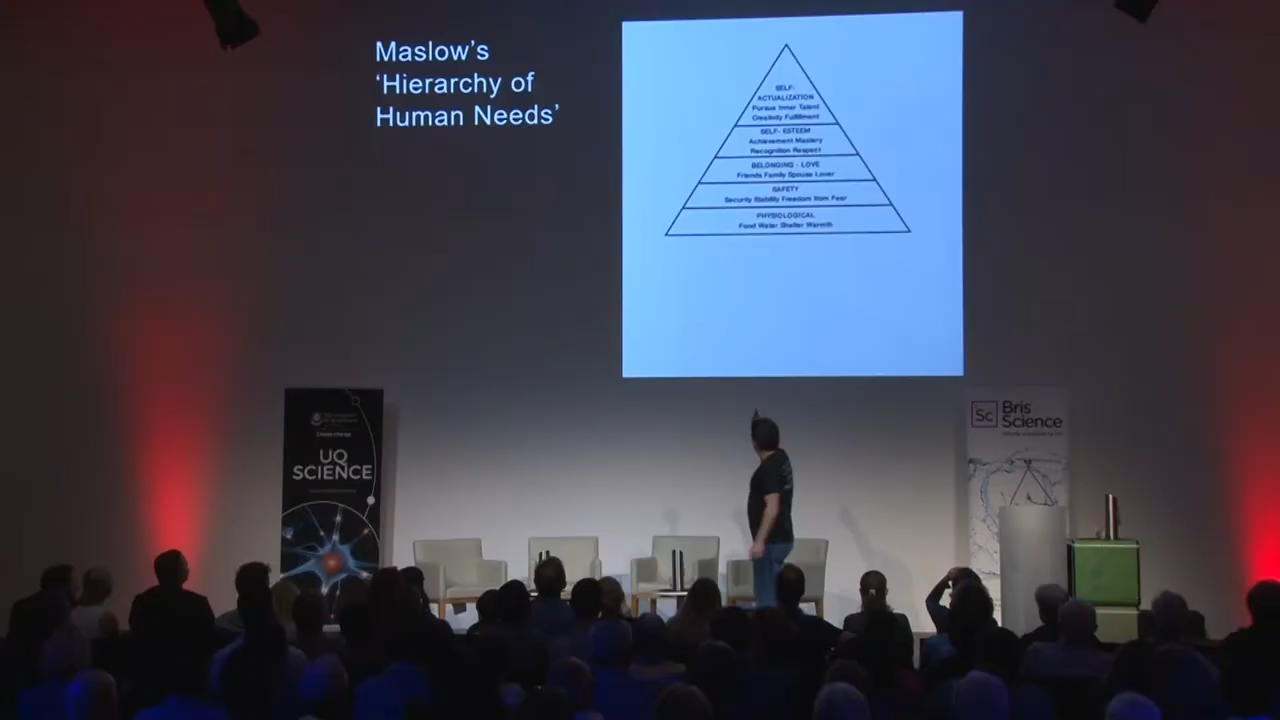 Maslow's
‘Hierarchy of
Human Needs’
SELF-
ACTUALIZATION
Pursue Inner Talent
Creativity Fulfillment
SELF- ESTEEM
Achievement Mastery
Recognition Respect
BELONGING - LOVE
Friends Family Spouse Lover
SAFETY
Security Stability Freedom from Fear
PHYSIOLOGICAL
Food Water Shelter Warmth
UQ
SCIENCE
Sc
Bris
Science